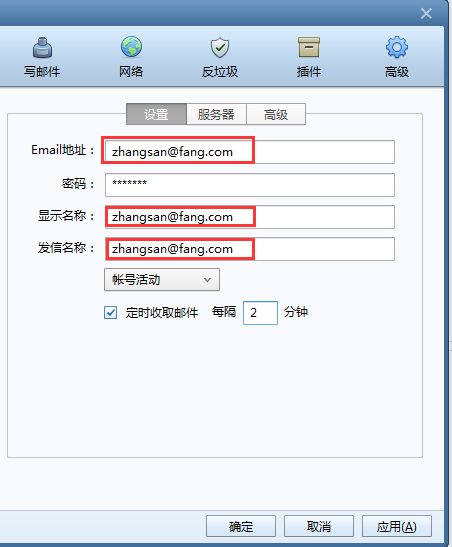 写邮件 网络 反垃圾 插件 高级
设置 服务器 高级
Email地址： zhangsan@fang.com
密码： *******
显示名称： zhangsan@fang.com
发信名称： zhangsan@fang.com
帐号活动
定时收取邮件 每隔 2 分钟
确定 取消 应用(A)